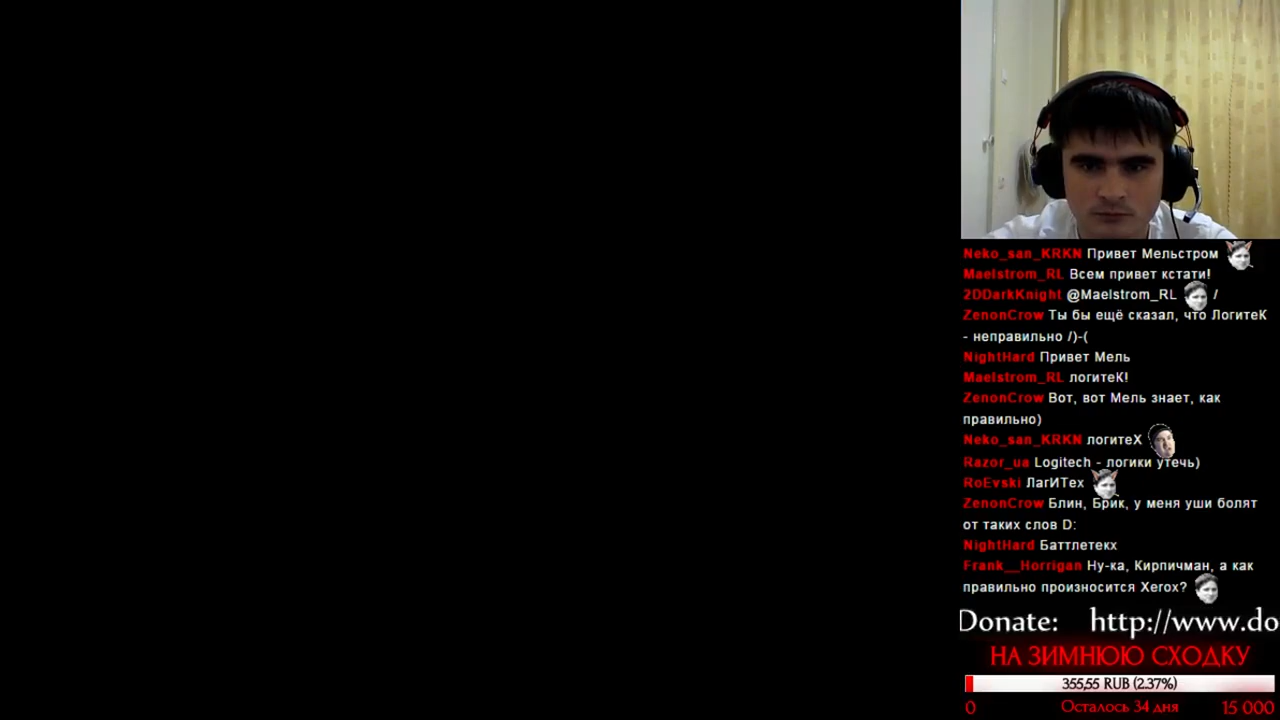 Neko_san_KRKN Привет Мельстром
Maelstrom_RL Всем привет кстати!
2DDarkKnight @Maelstrom_RL /
ZenonCrow Ты бы ещё сказал, что ЛогитеК
- неправильно /)-(
NightHard Привет Мель
Maelstrom_RL логитеК!
ZenonCrow Вот, вот Мель знает, как
правильно)
Neko_san_KRKN логитеХ
Razor_ua Logitech - логики утечь)
RoEvski ЛагИТех
ZenonCrow Блин, Брик, у меня уши болят
от таких слов D:
NightHard Баттлетекх
Frank__Horrigan Ну-ка, Кирпичман, а как
правильно произносится Xerox?
Donate: http://www.do
НА ЗИМНЮЮ СХОДКУ
355,55 RUB (2.37%)
0 Осталось 34 дня 15 000